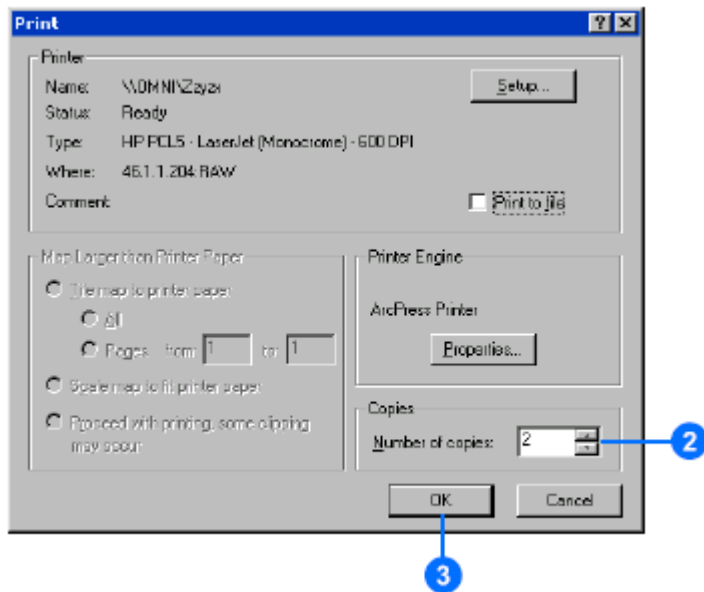 Print
Printer
Name: \\OMNI\Zzyzx
Setup...
Status: Ready
Type: HP PCL5 - LaserJet (Monocrome) - 600 DPI
Where: 46.1.1.204:RAW
Comment:
Print to file
Map Larger than Printer Paper
Tile map to printer paper
All
Pages from: 1 to: 1
Scale map to fit printer paper
Proceed with printing, some clipping
may occur
Printer Engine
ArcPress Printer
Properties...
Copies
Number of copies: 2
2
OK
Cancel
3